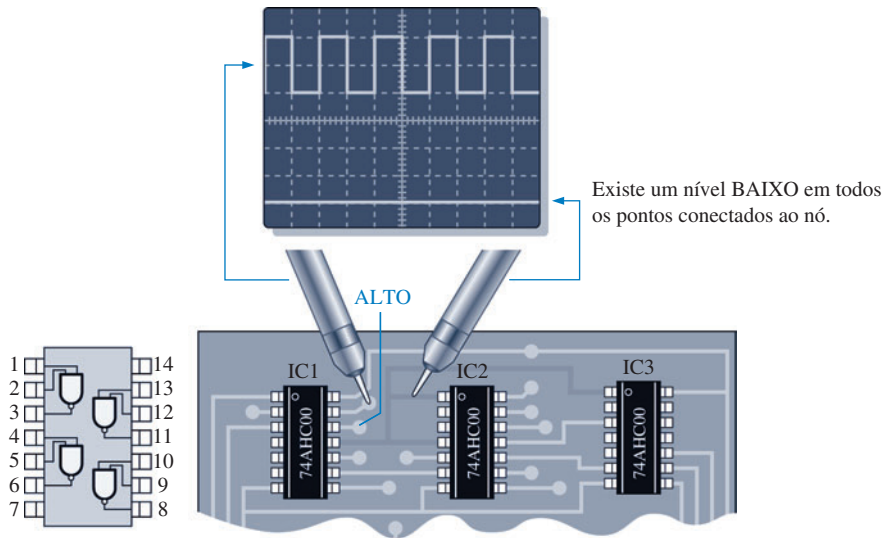 Existe um nível BAIXO em todos
os pontos conectados ao nó.
ALTO
IC1
IC2
IC3
74AHC00
74AHC00
74AHC00
1
2
3
4
5
6
7
14
13
12
11
10
9
8